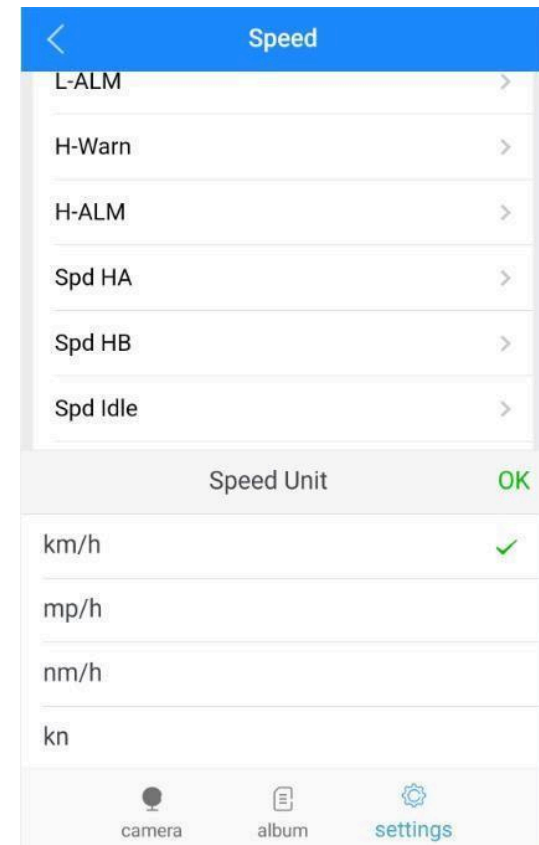 Speed
L-ALM
H-Warn
H-ALM
Spd HA
Spd HB
Spd Idle
Speed Unit OK
km/h
mp/h
nm/h
kn
camera album settings